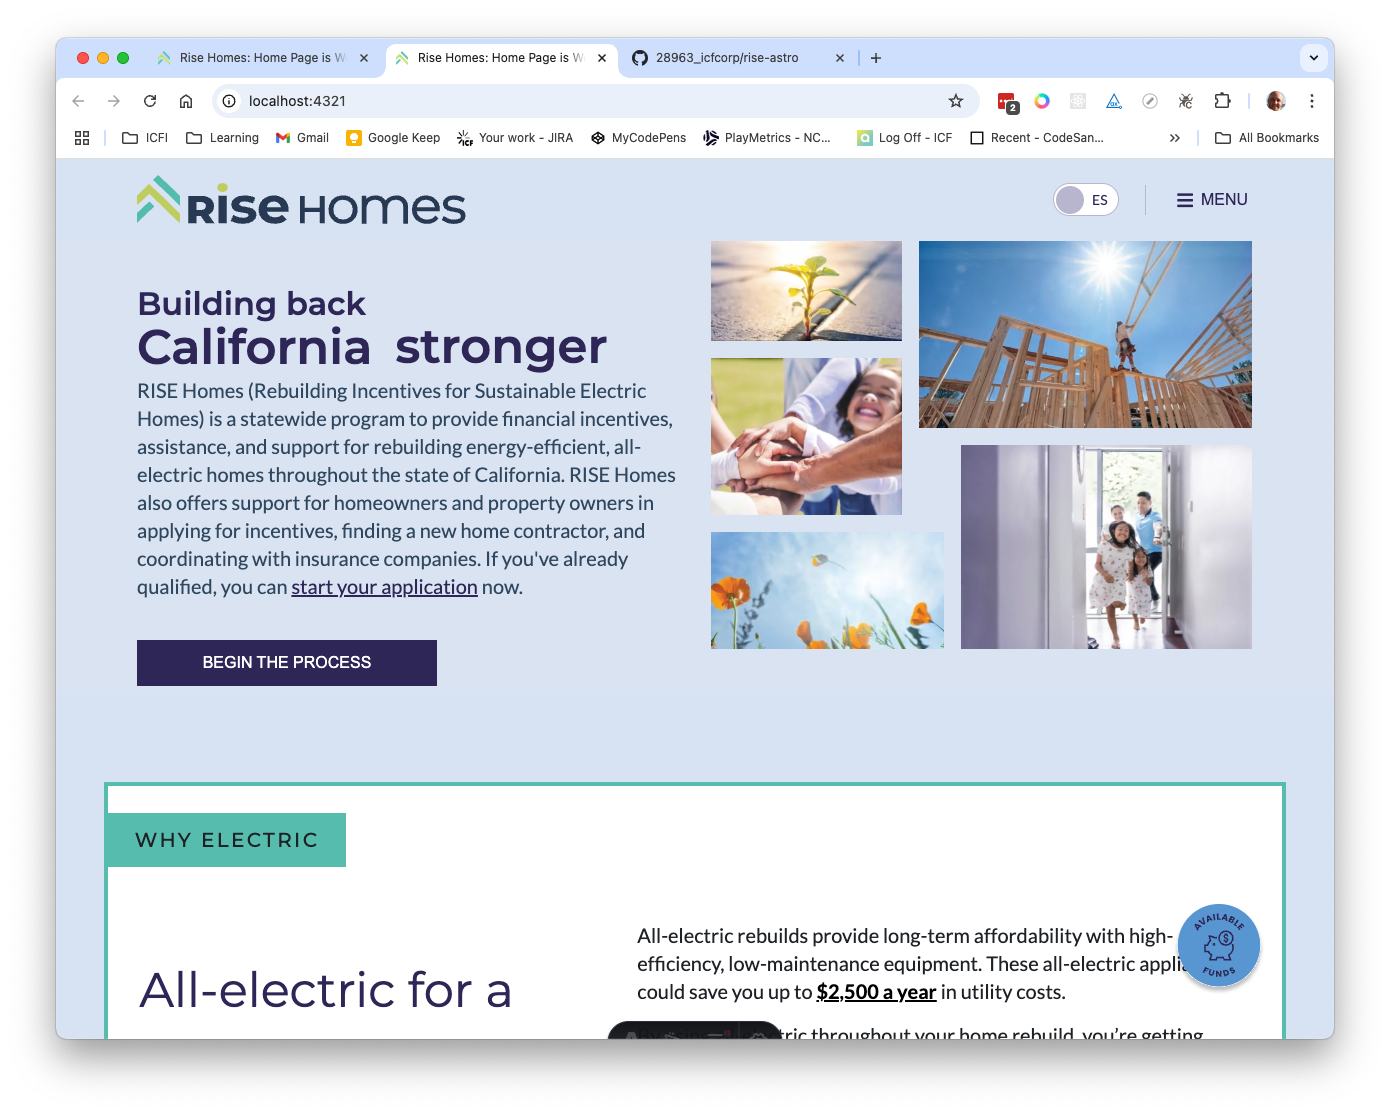 Rise Homes: Home Page is W
Rise Homes: Home Page is W
28963_icfcorp/rise-astro
localhost:4321
2
ICFI
Learning
Gmail
Google Keep
Your work - JIRA
MyCodePens
PlayMetrics - NC...
Log Off - ICF
Recent - CodeSan...
All Bookmarks
RISE HOMES
ES
MENU
Building back
California stronger
RISE Homes (Rebuilding Incentives for Sustainable Electric
Homes) is a statewide program to provide financial incentives,
assistance, and support for rebuilding energy-efficient, all-
electric homes throughout the state of California. RISE Homes
also offers support for homeowners and property owners in
applying for incentives, finding a new home contractor, and
coordinating with insurance companies. If you've already
qualified, you can start your application now.
BEGIN THE PROCESS
WHY ELECTRIC
All-electric for a
All-electric rebuilds provide long-term affordability with high-
efficiency, low-maintenance equipment. These all-electric appli
could save you up to $2,500 a year in utility costs.
tric throughout your home rebuild, you're getting
AVAILABLE
FUNDS